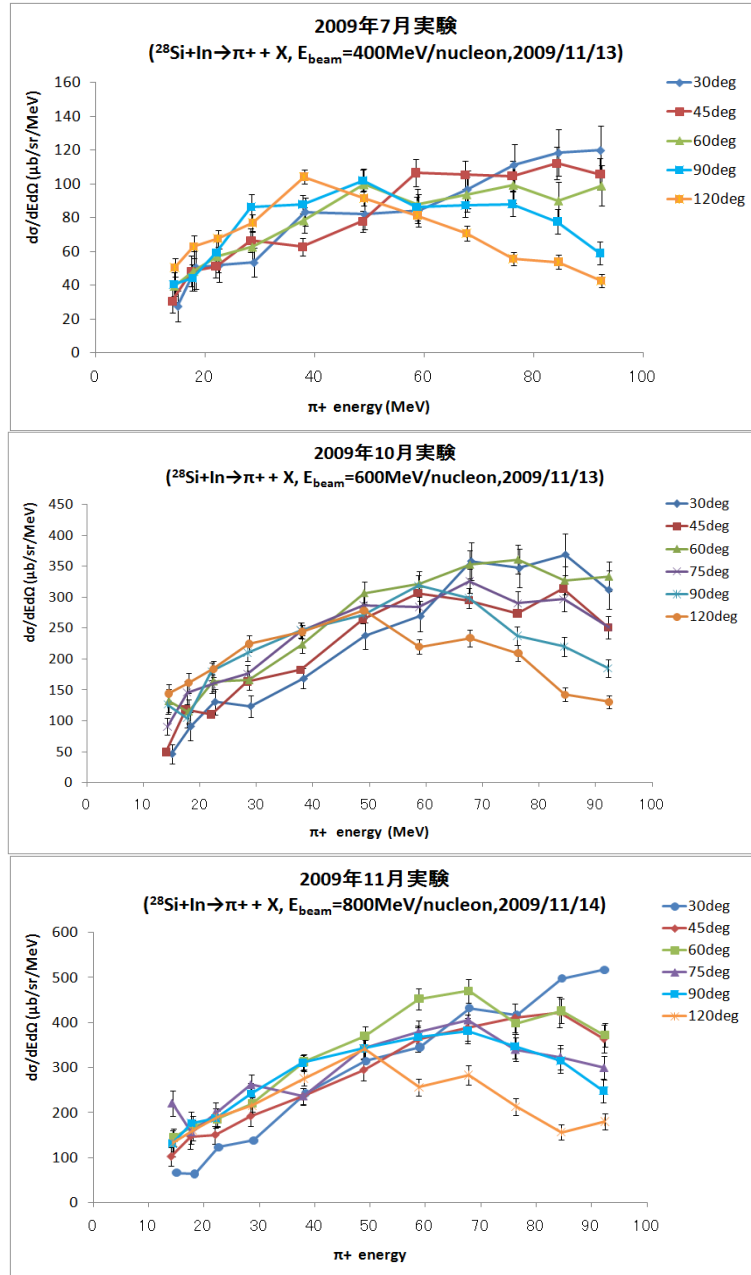 2009年7月実験
(²⁸Si+In→π++ X, E_beam=400MeV/nucleon,2009/11/13)
dσ/dEdΩ (μb/sr/MeV)
160
140
120
100
80
60
40
20
0
0 20 40 60 80 100
π+ energy (MeV)
30deg
45deg
60deg
90deg
120deg
2009年10月実験
(²⁸Si+In→π++ X, E_beam=600MeV/nucleon,2009/11/13)
dσ/dEdΩ (μb/sr/MeV)
450
400
350
300
250
200
150
100
50
0
0 10 20 30 40 50 60 70 80 90 100
π+ energy (MeV)
30deg
45deg
60deg
75deg
90deg
120deg
2009年11月実験
(²⁸Si+In→π++ X, E_beam=800MeV/nucleon,2009/11/14)
dσ/dEdΩ (μb/sr/MeV)
600
500
400
300
200
100
0
0 10 20 30 40 50 60 70 80 90 100
π+ energy
30deg
45deg
60deg
75deg
90deg
120deg